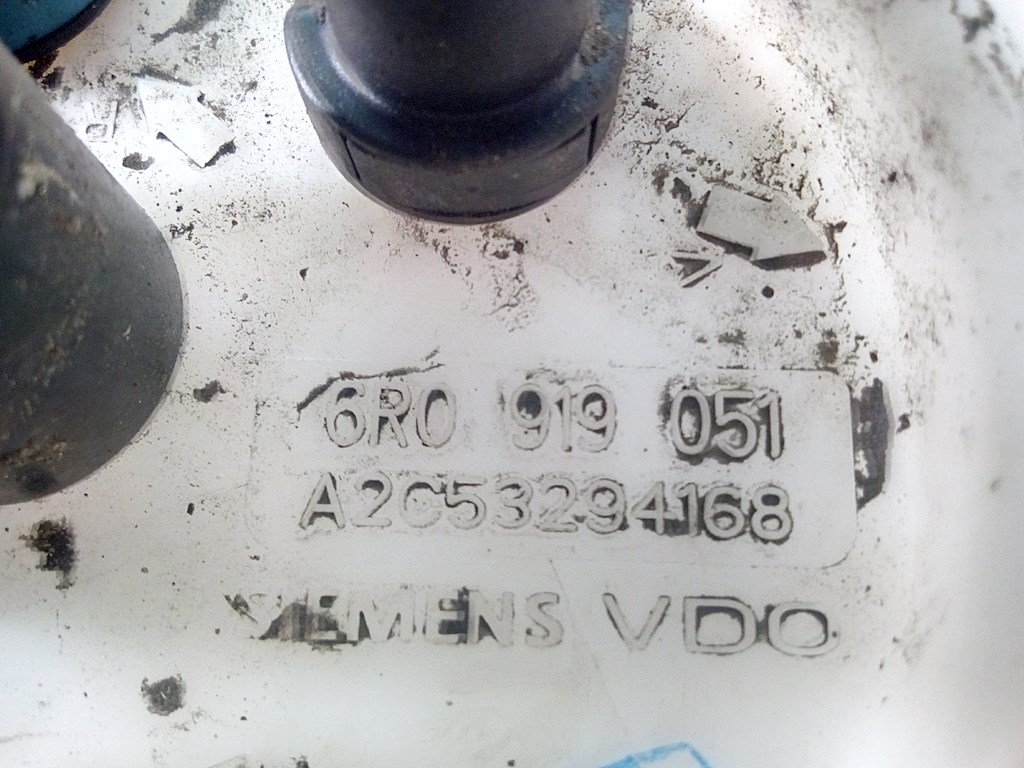 6R0 919 051
A2C53294168
SIEMENS VDO